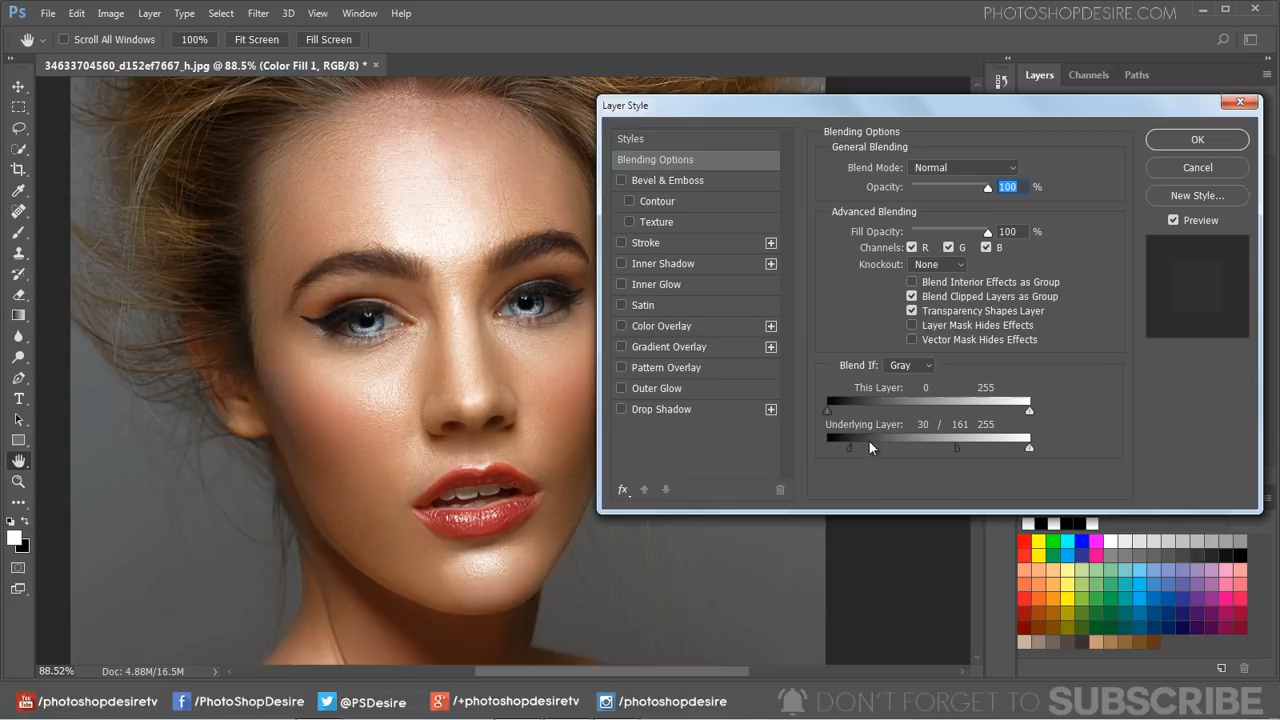 Ps File Edit Image Layer Type Select Filter 3D View Window Help
PHOTOSHOPDESIRE.COM
Scroll All Windows 100% Fit Screen Fill Screen
34633704560_d152ef7667_h.jpg @ 88.5% (Color Fill 1, RGB/8) * ×
Layers Channels Paths
Layer Style
Styles
Blending Options
Bevel & Emboss
Contour
Texture
Stroke
Inner Shadow
Inner Glow
Satin
Color Overlay
Gradient Overlay
Pattern Overlay
Outer Glow
Drop Shadow
fx
Blending Options
General Blending
Blend Mode: Normal
Opacity: 100 %
Advanced Blending
Fill Opacity: 100 %
Channels: R G B
Knockout: None
Blend Interior Effects as Group
Blend Clipped Layers as Group
Transparency Shapes Layer
Layer Mask Hides Effects
Vector Mask Hides Effects
Blend If: Gray
This Layer: 0 255
Underlying Layer: 30 / 161 255
OK
Cancel
New Style...
Preview
88.52% Doc: 4.88M/16.5M
You Tube /photoshopdesiretv /PhotoShopDesire @PSDesire /+photoshopdesiretv /photoshopdesire DON'T FORGET TO SUBSCRIBE